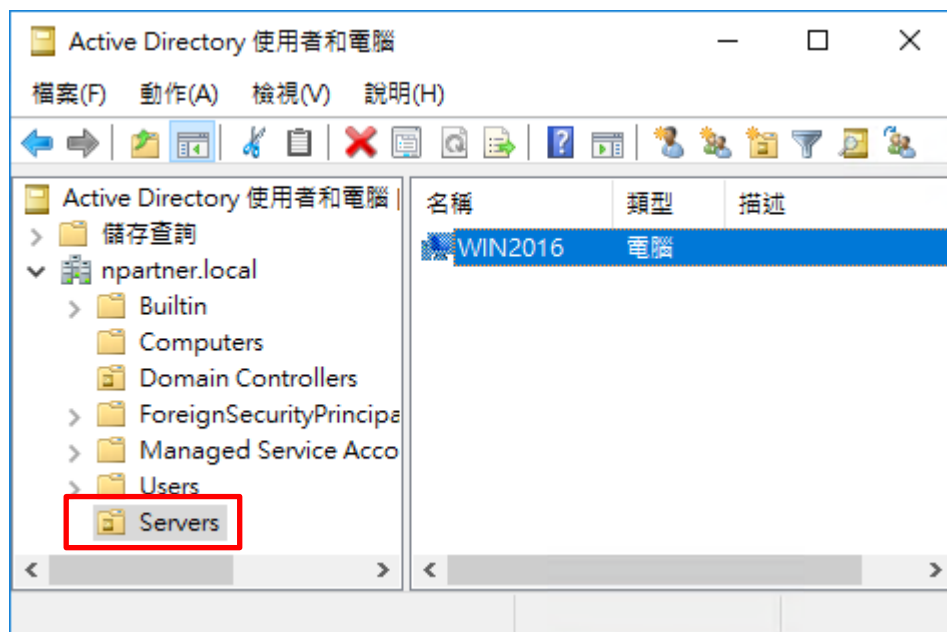 Active Directory 使用者和電腦
檔案(F) 動作(A) 檢視(V) 說明(H)
Active Directory 使用者和電腦 [
儲存查詢
npartner.local
Builtin
Computers
Domain Controllers
ForeignSecurityPrincipa
Managed Service Acco
Users
Servers
名稱 類型 描述
WIN2016 電腦